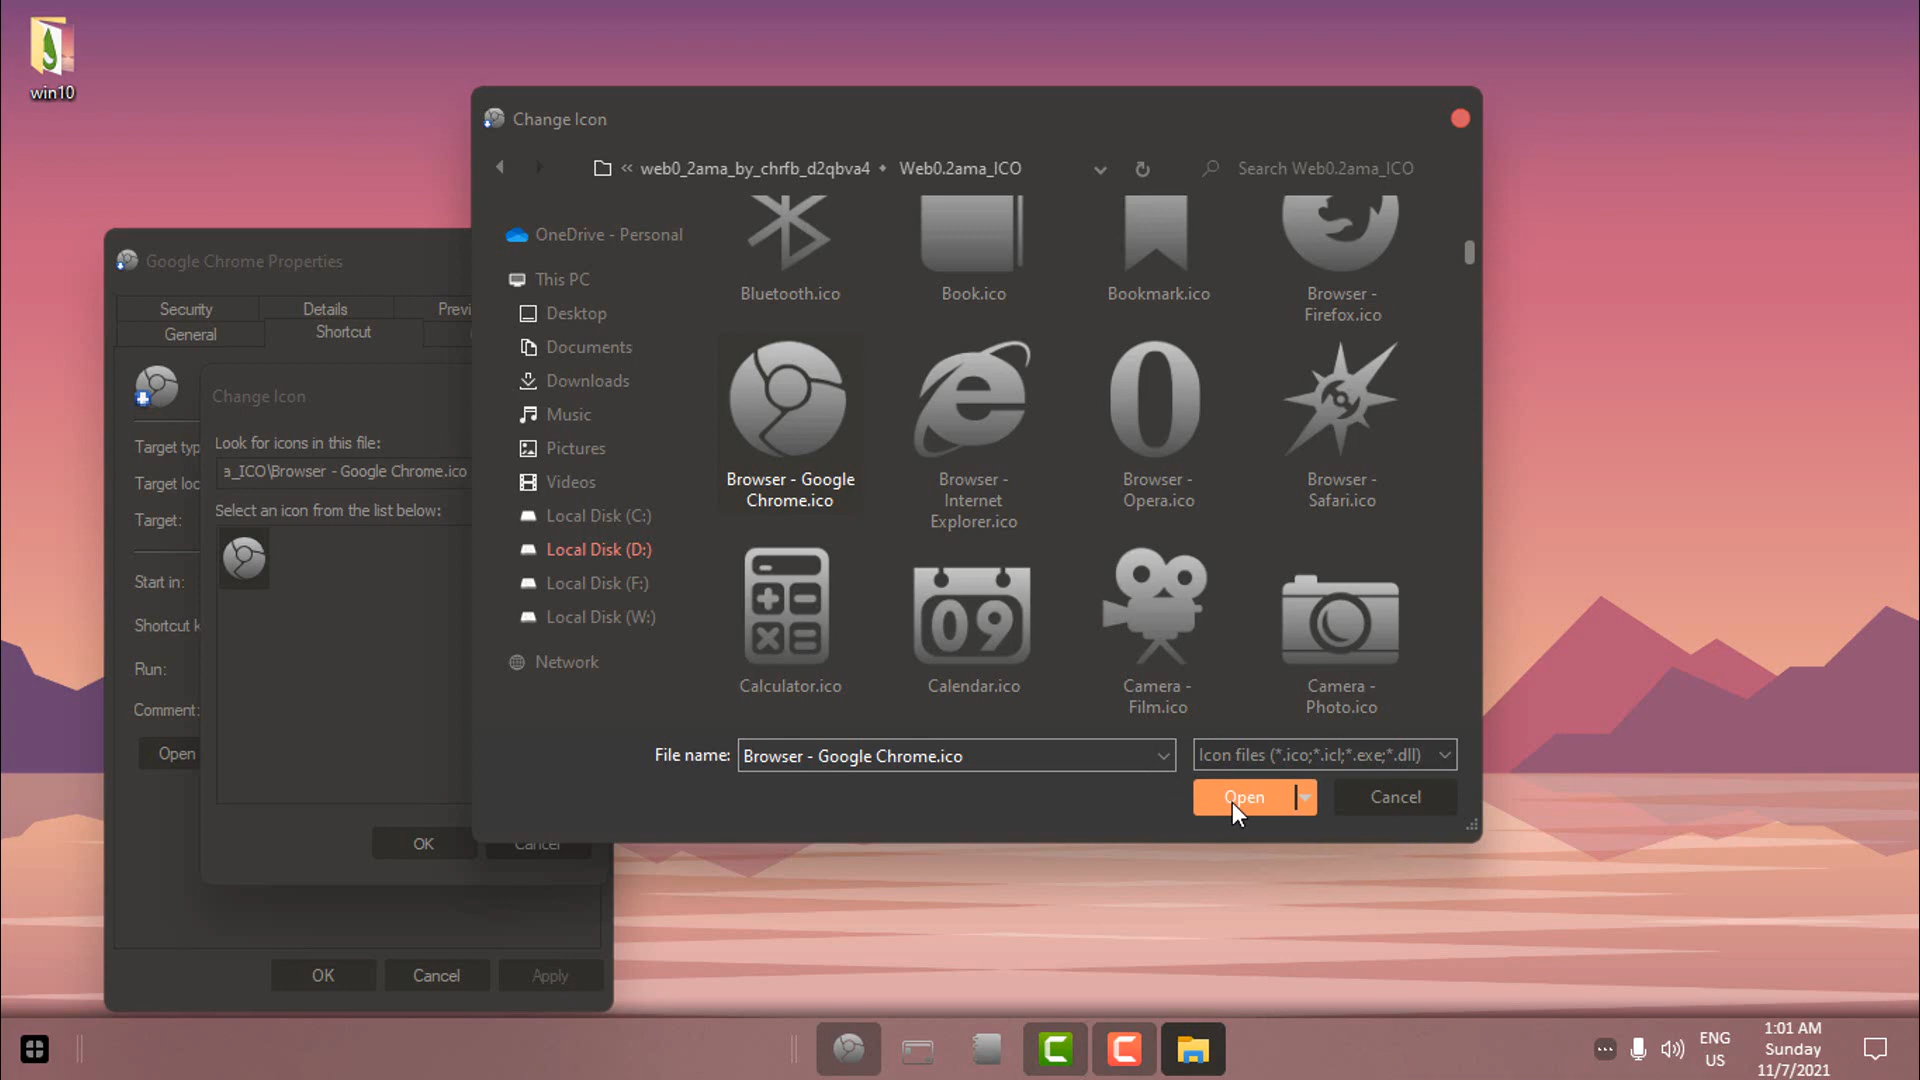 win10
Change Icon
« web0_2ama_by_chrfb_d2qbva4 Web0.2ama_ICO
Search Web0.2ama_ICO
OneDrive - Personal
This PC
Desktop
Documents
Downloads
Music
Pictures
Videos
Local Disk (C:)
Local Disk (D:)
Local Disk (F:)
Local Disk (W:)
Network
Bluetooth.ico
Book.ico
Bookmark.ico
Browser -
Firefox.ico
Browser - Google
Chrome.ico
Browser -
Internet
Explorer.ico
Browser -
Opera.ico
Browser -
Safari.ico
09
Calculator.ico
Calendar.ico
Camera -
Film.ico
Camera -
Photo.ico
File name: Browser - Google Chrome.ico
Icon files (*.ico;*.icl;*.exe;*.dll)
Open
Cancel
Google Chrome Properties
Security
Details
Previ
General
Shortcut
Target typ
Target loc
Target:
Start in:
Shortcut k
Run:
Comment:
Open
Change Icon
Look for icons in this file:
a_ICO\Browser - Google Chrome.ico
Select an icon from the list below:
OK
Cancel
OK
Cancel
Apply
ENG
US
1:01 AM
Sunday
11/7/2021